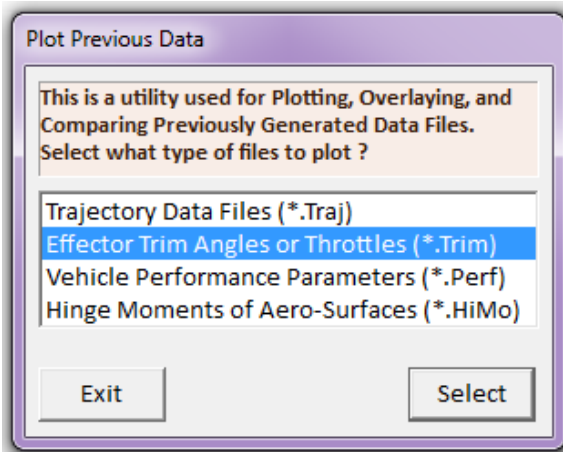 Plot Previous Data
This is a utility used for Plotting, Overlaying, and
Comparing Previously Generated Data Files.
Select what type of files to plot ?
Trajectory Data Files (*.Traj)
Effector Trim Angles or Throttles (*.Trim)
Vehicle Performance Parameters (*.Perf)
Hinge Moments of Aero-Surfaces (*.HiMo)
Exit
Select